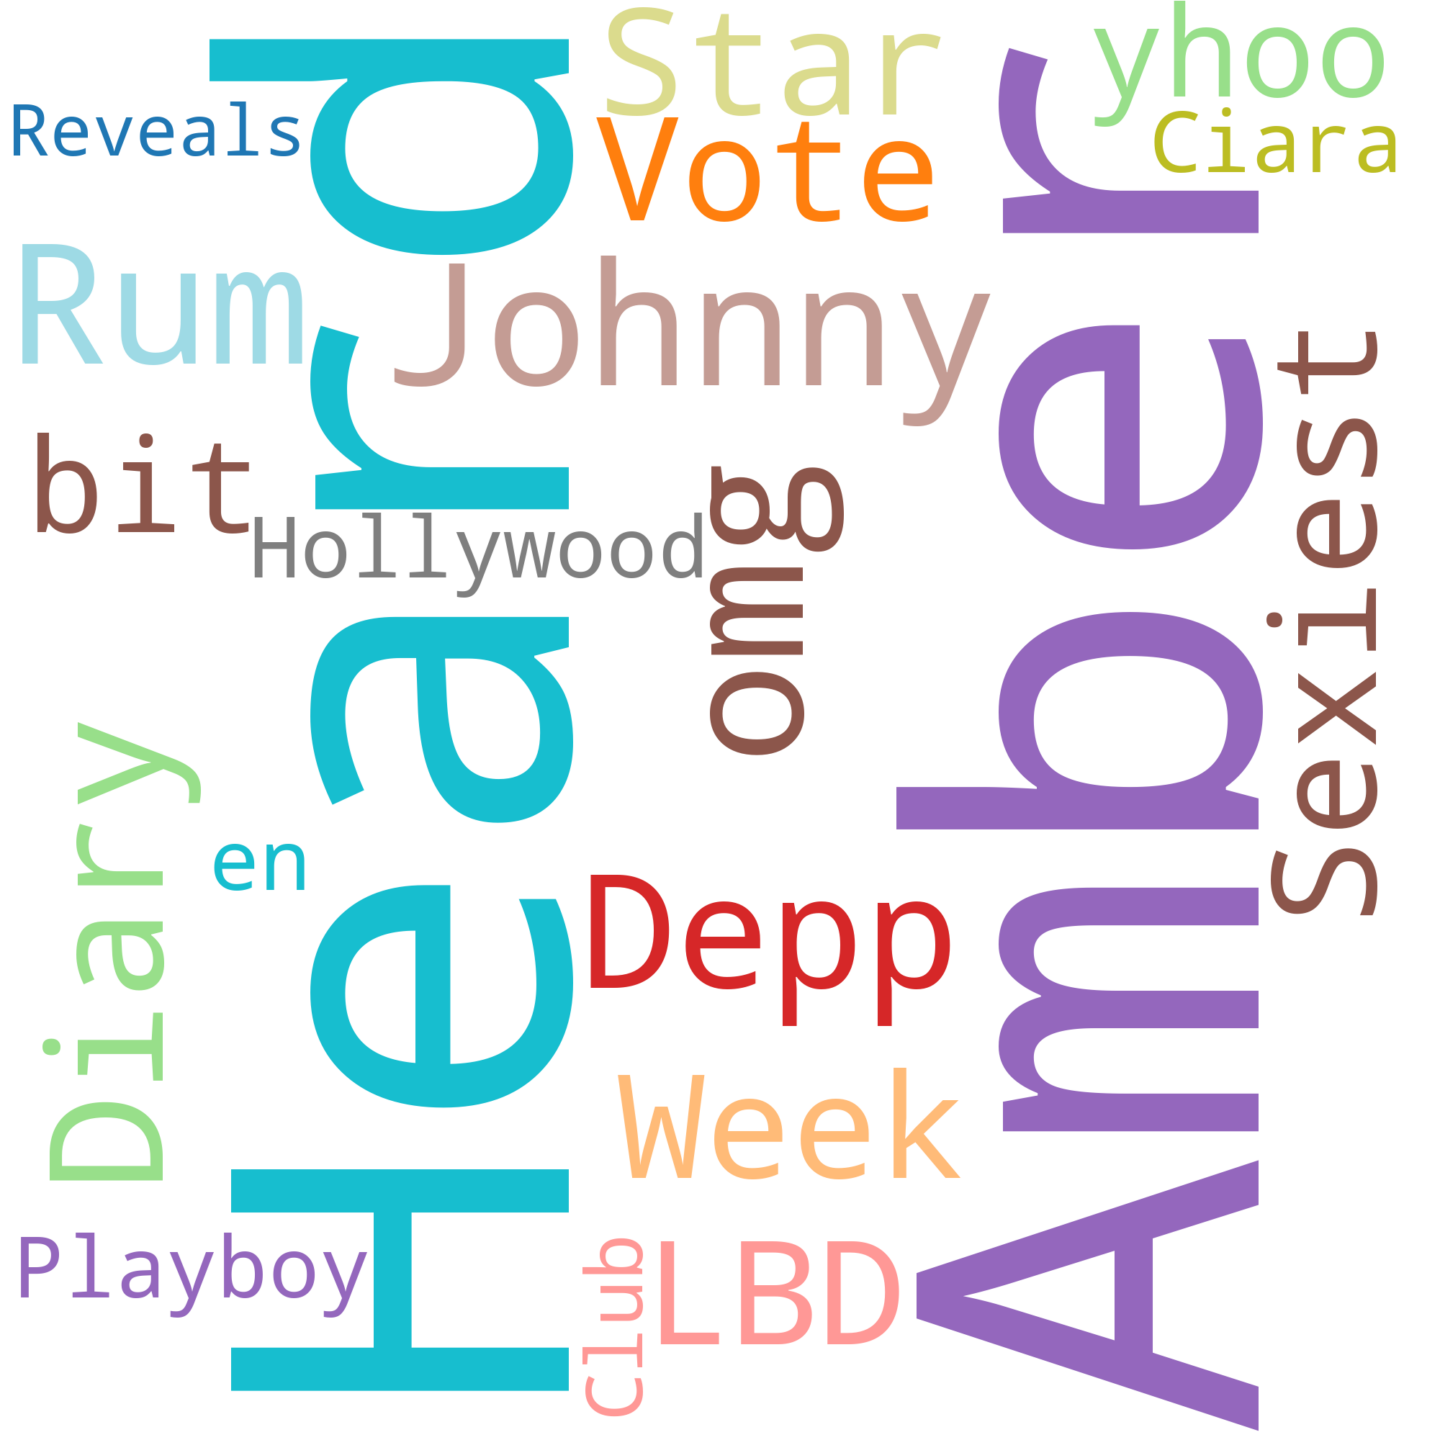 Star
yhoo
Reveals
Vote
Ciara
Rum
Johnny
Heard
Amber
bit
Hollywood
omg
Sexiest
Diary
en
Depp
Week
Playboy
Club
LBD